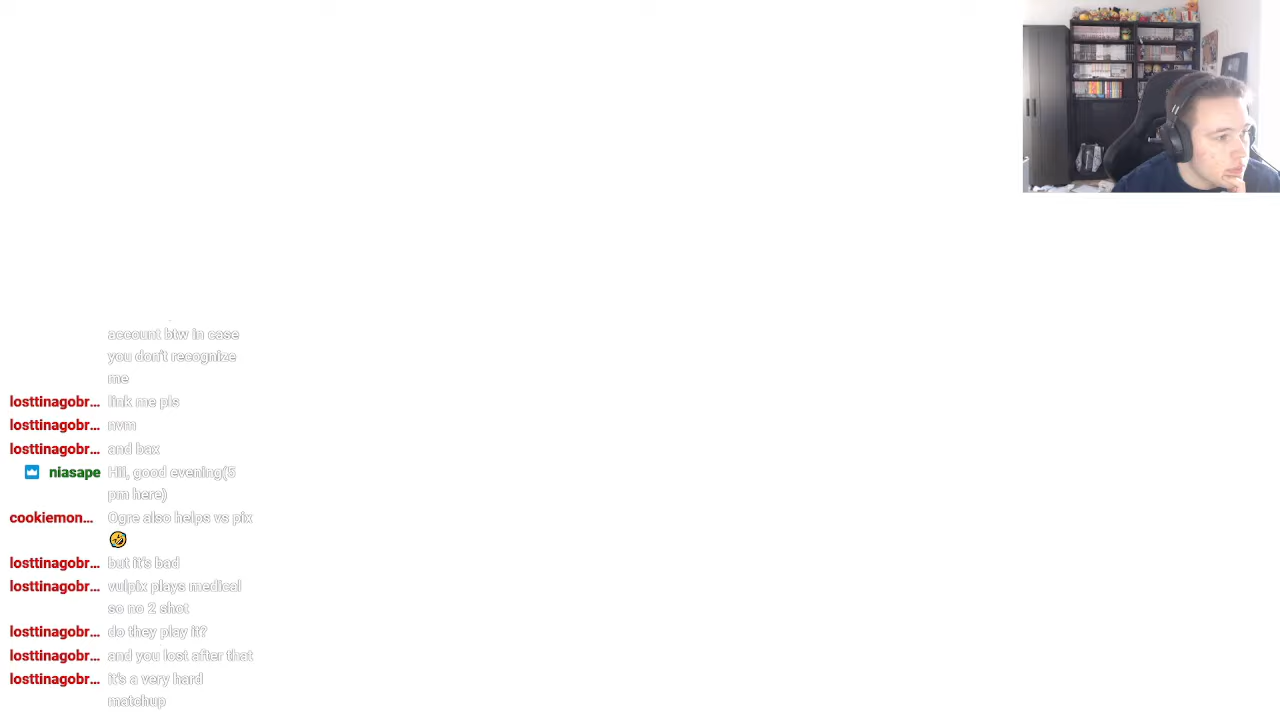 account btw in case
you don't recognize
me
losttinagobr... link me pls
losttinagobr... nvm
losttinagobr... and bax
niasape Hii, good evening(5
pm here)
cookiemon... Ogre also helps vs pix
🤣
losttinagobr... but it's bad
losttinagobr... vulpix plays medical
so no 2 shot
losttinagobr... do they play it?
losttinagobr... and you lost after that
losttinagobr... it's a very hard
matchup